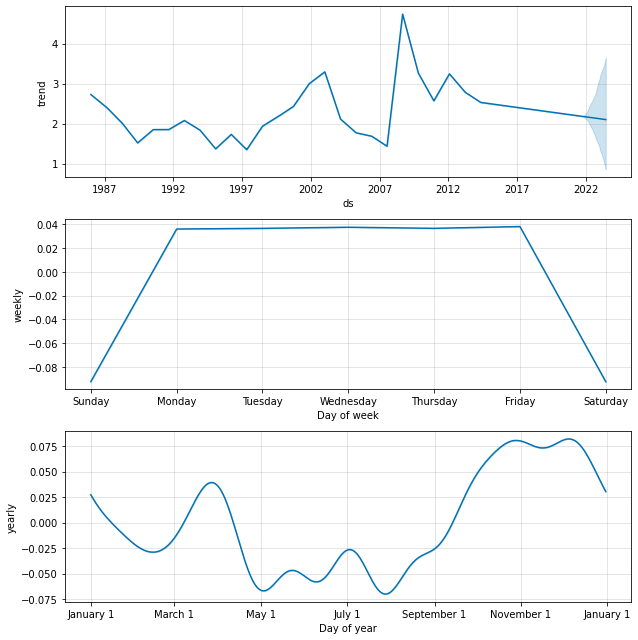 4
3
2
1
trend
1987 1992 1997 2002 2007 2012 2017 2022
ds
0.04
0.02
0.00
−0.02
−0.04
−0.06
−0.08
weekly
Sunday Monday Tuesday Wednesday Thursday Friday Saturday
Day of week
0.075
0.050
0.025
0.000
−0.025
−0.050
−0.075
yearly
January 1 March 1 May 1 July 1 September 1 November 1 January 1
Day of year